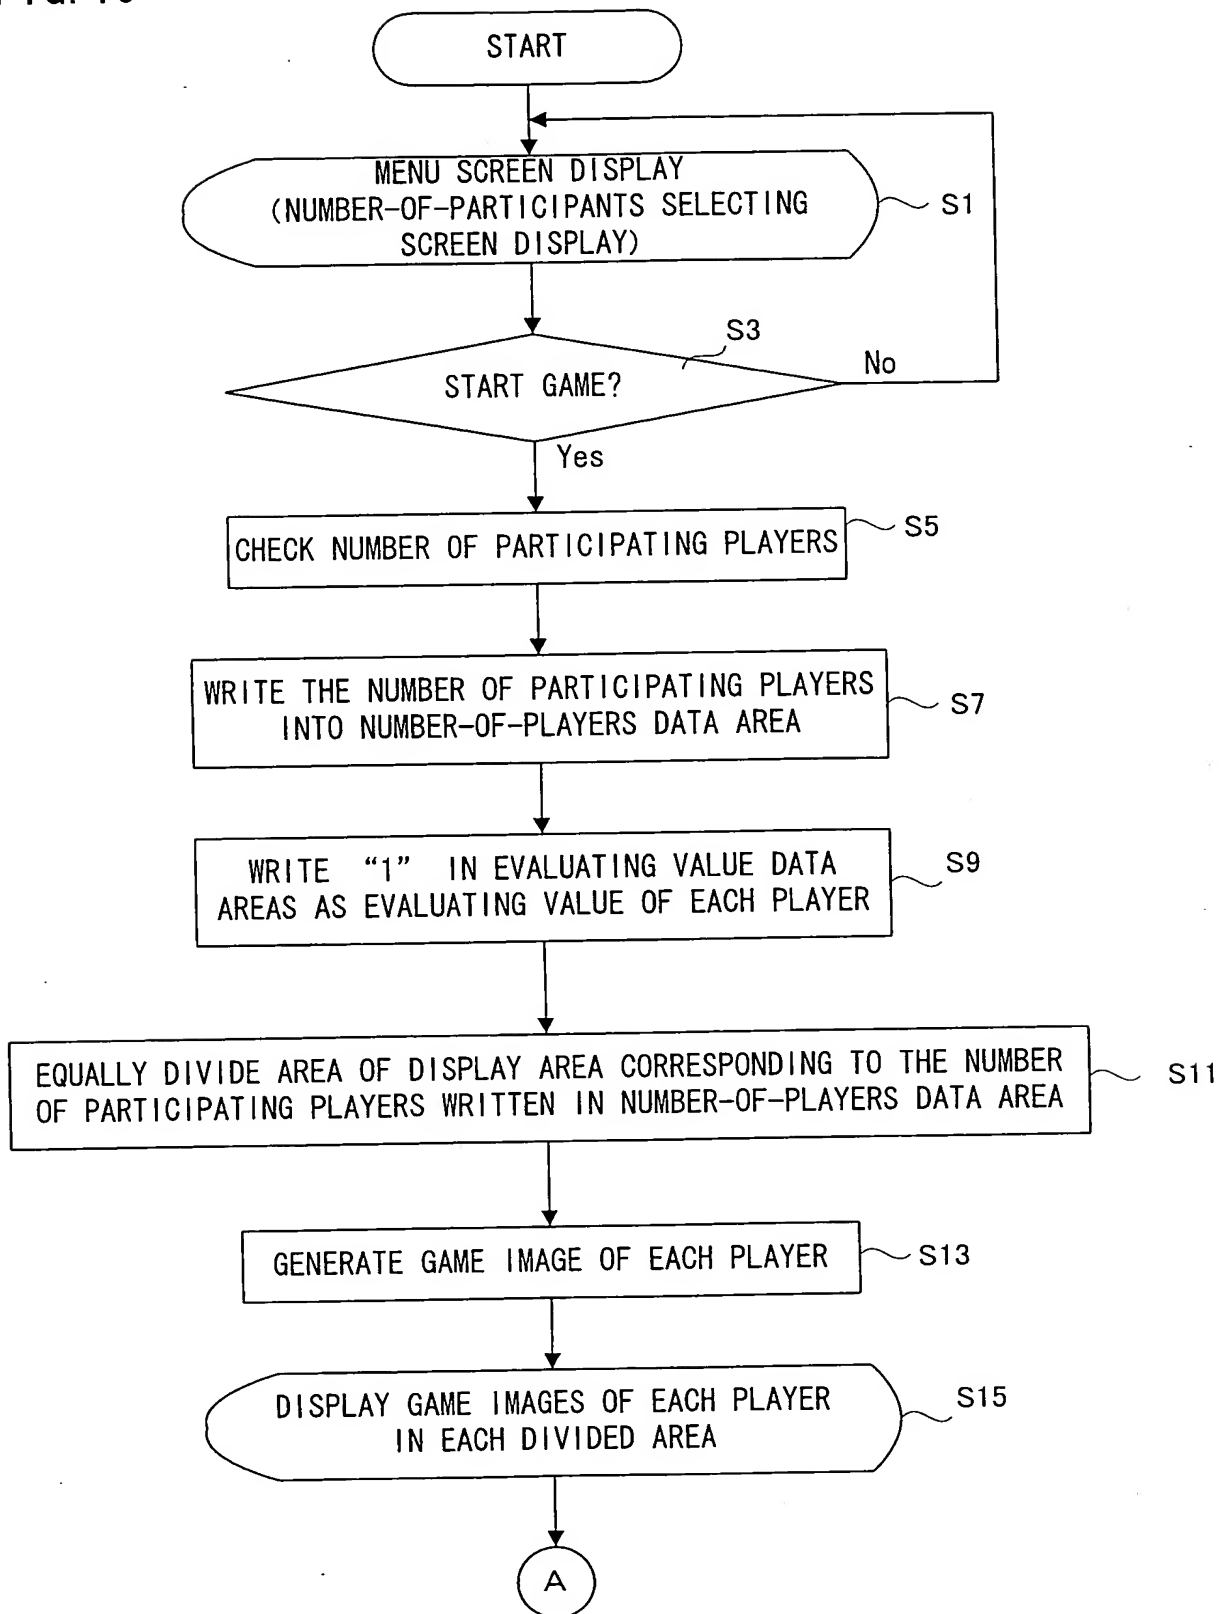 START
MENU SCREEN DISPLAY
(NUMBER-OF-PARTICIPANTS SELECTING
SCREEN DISPLAY)
S1
S3
START GAME?
No
Yes
CHECK NUMBER OF PARTICIPATING PLAYERS
S5
WRITE THE NUMBER OF PARTICIPATING PLAYERS
INTO NUMBER-OF-PLAYERS DATA AREA
S7
WRITE “1” IN EVALUATING VALUE DATA
AREAS AS EVALUATING VALUE OF EACH PLAYER
S9
EQUALLY DIVIDE AREA OF DISPLAY AREA CORRESPONDING TO THE NUMBER
OF PARTICIPATING PLAYERS WRITTEN IN NUMBER-OF-PLAYERS DATA AREA
S11
GENERATE GAME IMAGE OF EACH PLAYER
S13
DISPLAY GAME IMAGES OF EACH PLAYER
IN EACH DIVIDED AREA
S15
A